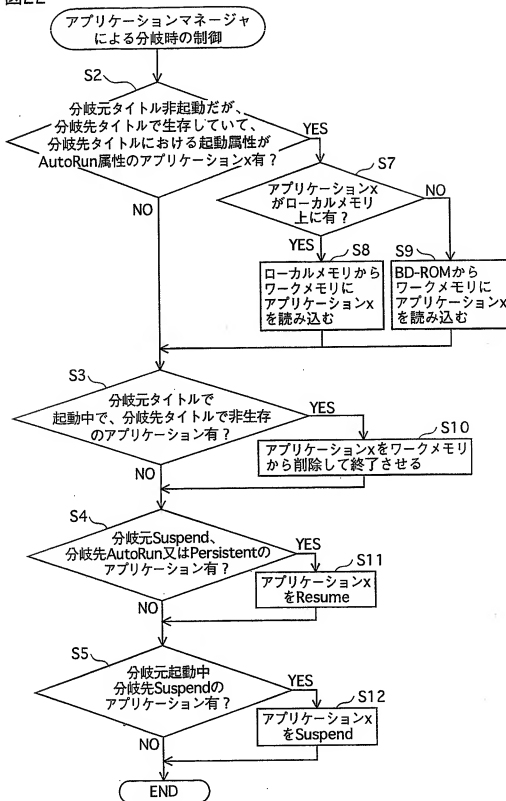 図22
アプリケーションマネージャ
による分岐時の制御
S2
分岐元タイトル非起動だが、
分岐先タイトルで生存していて、
分岐先タイトルにおける起動属性が
AutoRun属性のアプリケーションx有？
YES
NO
S7
アプリケーションx
がローカルメモリ
上に有？
NO
YES
S8
ローカルメモリから
ワークメモリに
アプリケーションx
を読み込む
S9
BD-ROMから
ワークメモリに
アプリケーションx
を読み込む
S3
分岐元タイトルで
起動中で、分岐先タイトルで非生存
のアプリケーション有？
YES
NO
S10
アプリケーションxをワークメモリ
から削除して終了させる
S4
分岐元Suspend、
分岐先AutoRun又はPersistentの
アプリケーション有？
YES
NO
S11
アプリケーションx
をResume
S5
分岐元起動中
分岐先Suspendの
アプリケーション有？
YES
NO
S12
アプリケーションx
をSuspend
END